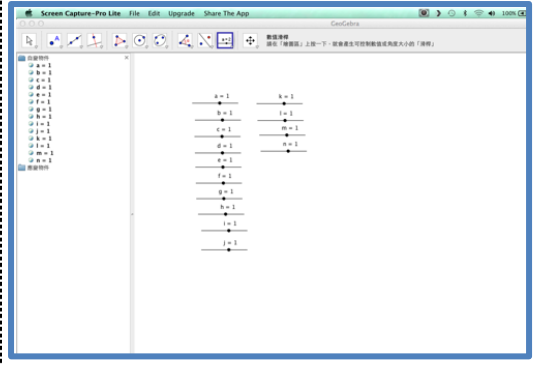 Screen Capture-Pro Lite File Edit Upgrade Share The App 100%
GeoGebra
a=2
數值滑桿
請在「繪圖區」上按一下，就會產生可控制數值或角度大小的「滑桿」
自變物件
a = 1
b = 1
c = 1
d = 1
e = 1
f = 1
g = 1
h = 1
i = 1
j = 1
k = 1
l = 1
m = 1
n = 1
應變物件
a = 1
b = 1
c = 1
d = 1
e = 1
f = 1
g = 1
h = 1
i = 1
j = 1
k = 1
l = 1
m = 1
n = 1